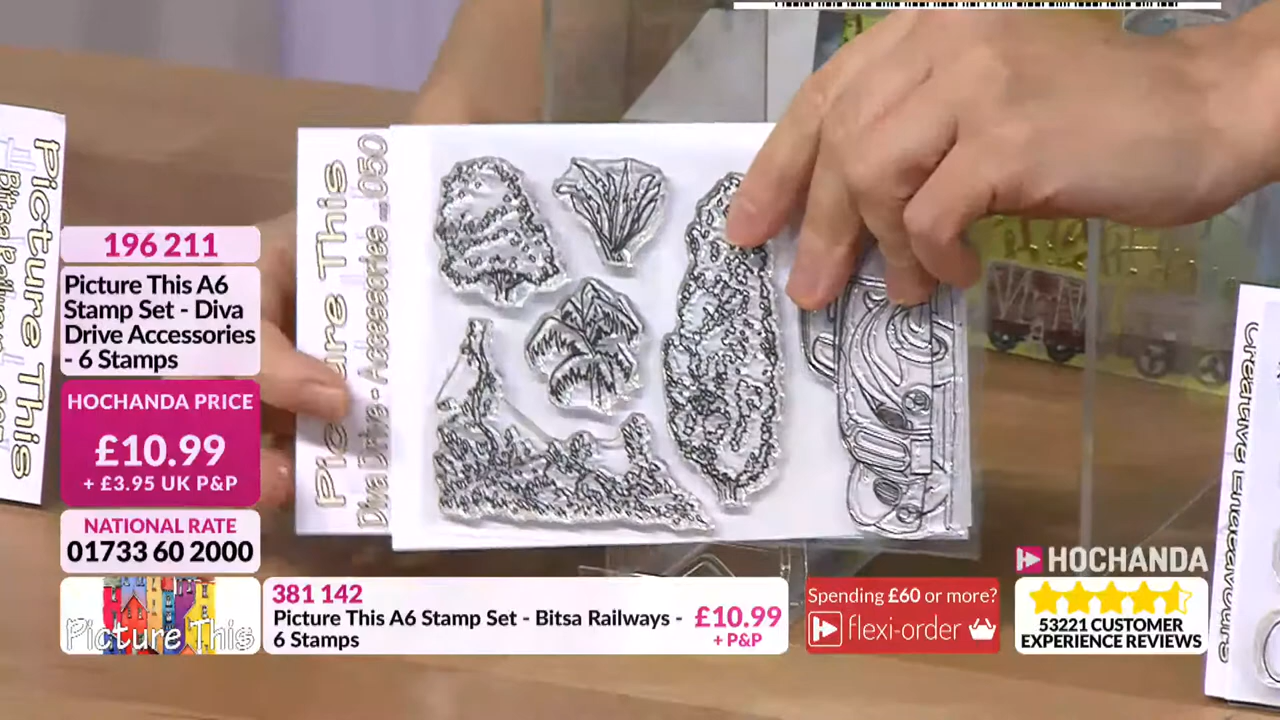 196 211
Picture This A6
Stamp Set - Diva
Drive Accessories
- 6 Stamps
HOCHANDA PRICE
£10.99
+ £3.95 UK P&P
NATIONAL RATE
01733 60 2000
Picture This
381 142
Picture This A6 Stamp Set - Bitsa Railways -
6 Stamps
£10.99
+ P&P
Spending £60 or more?
flexi-order
HOCHANDA
53221 CUSTOMER
EXPERIENCE REVIEWS
Picture This
Diva Drive - Accessories _050
Picture This
Creative Endeavours